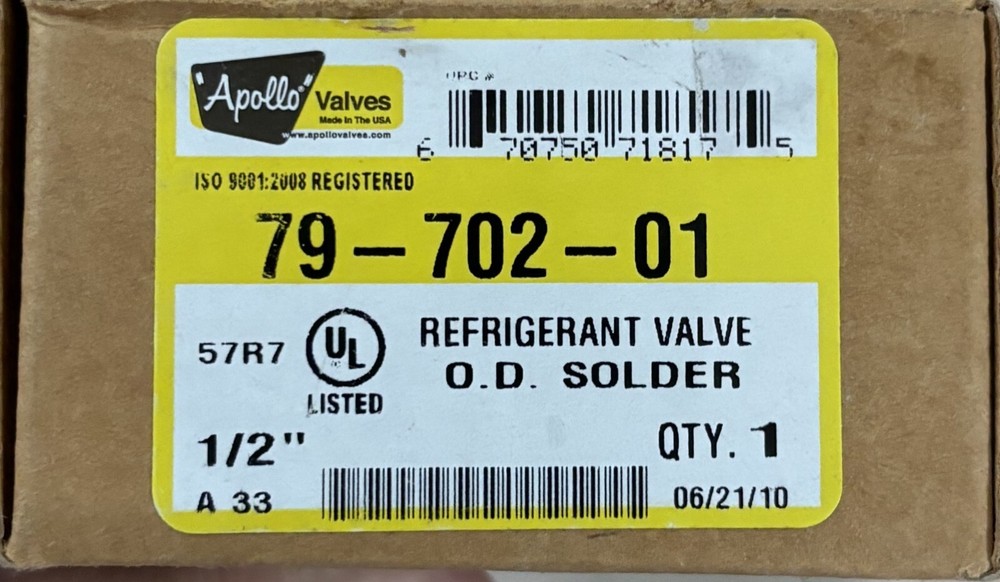 "Apollo" Valves
Made In The USA
www.apollovalves.com
UPC #
6 70750 71817 5
ISO 9001:2008 REGISTERED
79-702-01
57R7
UL
LISTED
REFRIGERANT VALVE
O.D. SOLDER
1/2"
QTY. 1
A 33
06/21/10